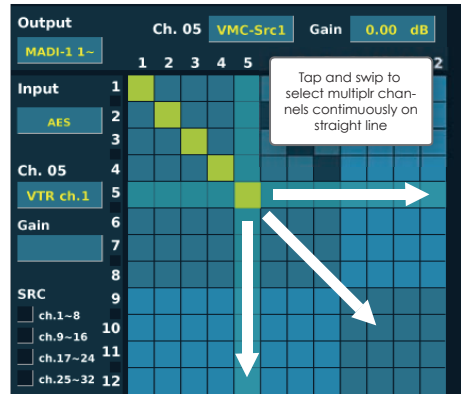 Output
Ch. 05 VMC-Src1 Gain 0.00 dB
MADI-1 1~
1 2 3 4 5 2
Tap and swip to
select multiplr chan-
nels contimuously on
straight line
Input
AES
Ch. 05
VTR ch.1
Gain
SRC
ch.1~8
ch.9~16
ch.17~24
ch.25~32
1
2
3
4
5
6
7
8
9
10
11
12